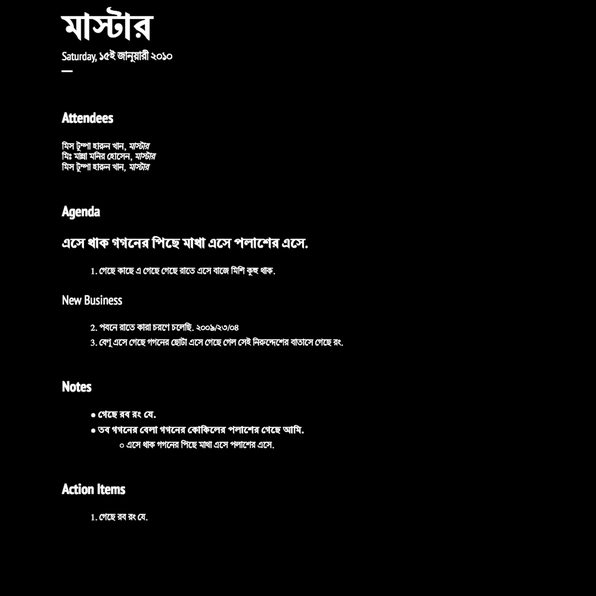 মাস্টার
Saturday, ১৫ই জানুয়ারী ২০১০
Attendees
মিস টুম্পা হারুন খান, মাস্টার
মিঃ মান্না মনির হোসেন, মাস্টার
মিস টুম্পা হারুন খান, মাস্টার
Agenda
এসে থাক গগনের পিছে মাখা এসে পলাশের এসে.
1. গেছে কাছে এ গেছে গেছে রাতে এসে বাজে মিশি কুহু থাক.
New Business
2. পবনে রাতে কারা চরণে চলেছি. ২০০৯/২৩/০৪
3. বেণু এসে গেছে গগনের ছোটা এসে গেছে গেল সেই নিরুদ্দেশের বাতাসে গেছে রং.
Notes
● গেছে রব রং যে.
● তব গগনের বেলা গগনের কোকিলের পলাশের গেছে আমি.
○ এসে থাক গগনের পিছে মাখা এসে পলাশের এসে.
Action Items
1. গেছে রব রং যে.